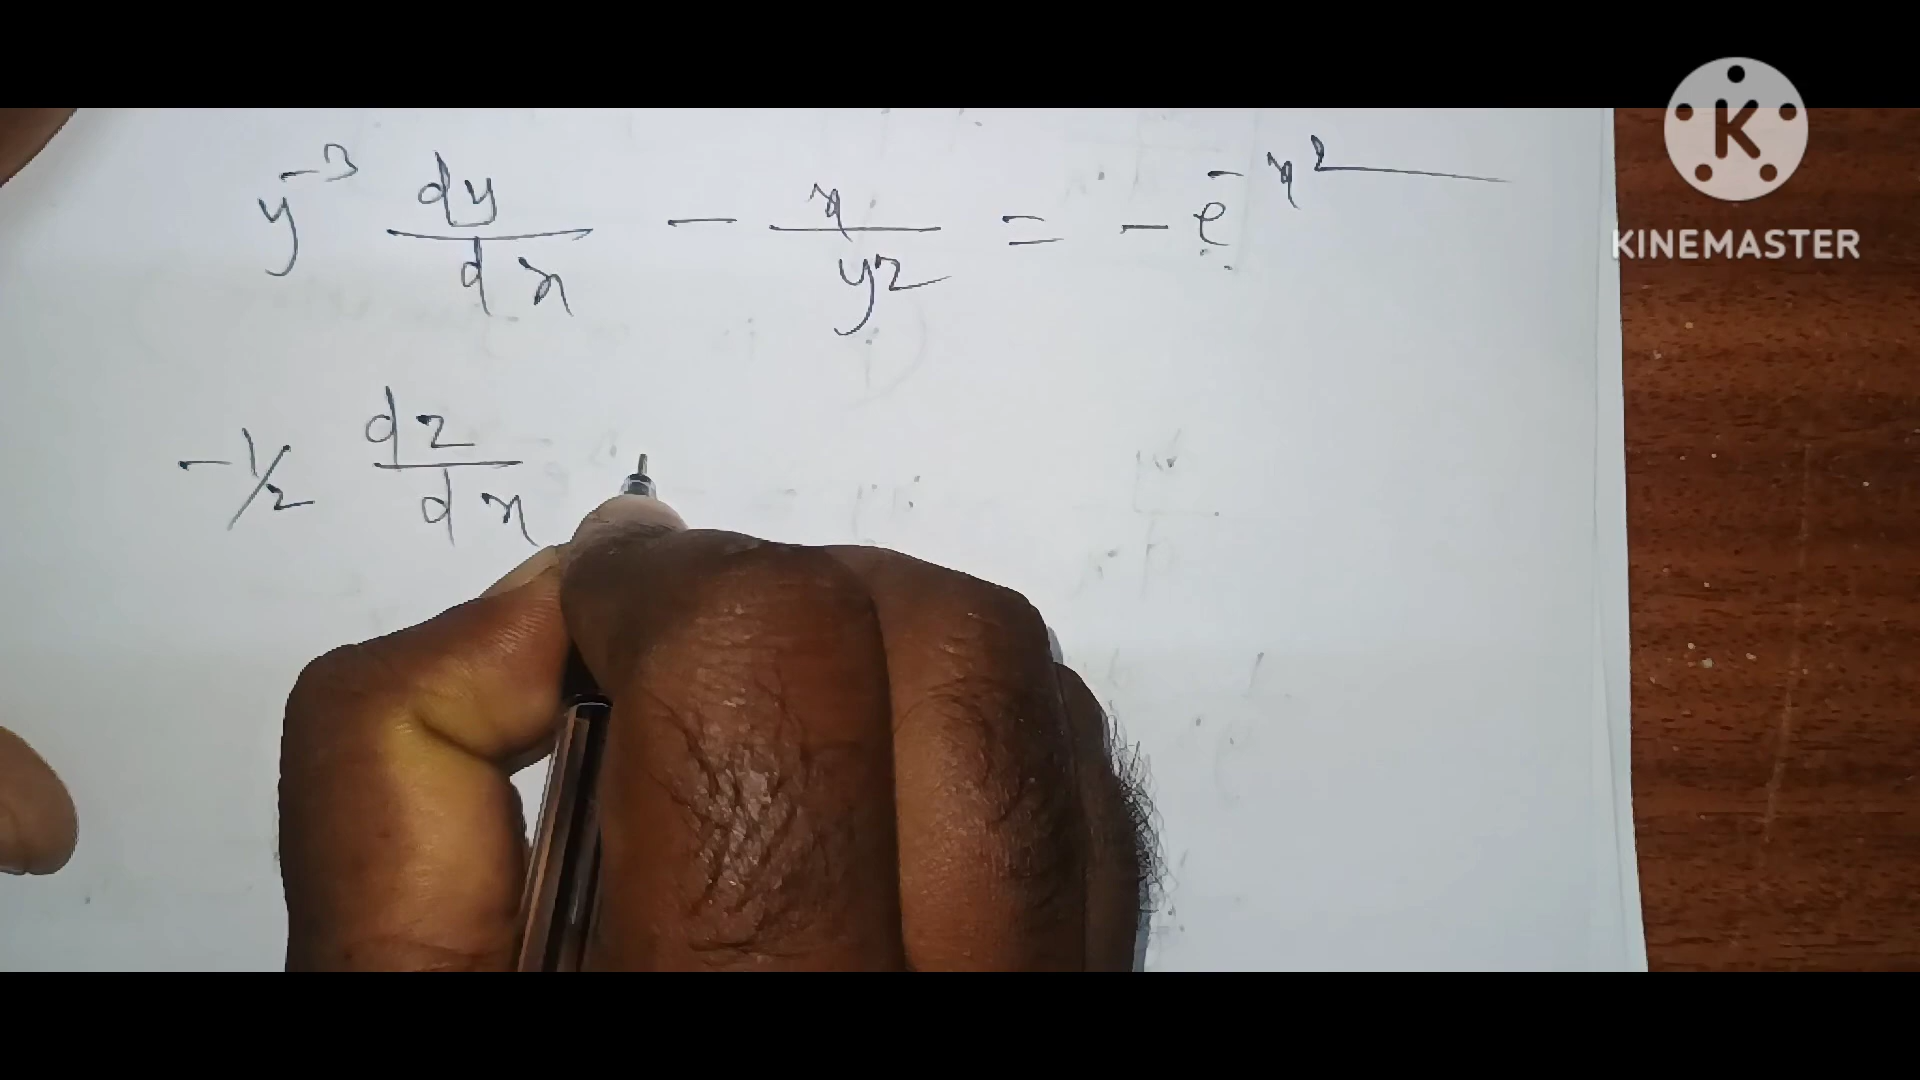 y⁻³ dy/dx - x/y² = - e^-x²
KINEMASTER
-1/2 dz/dx